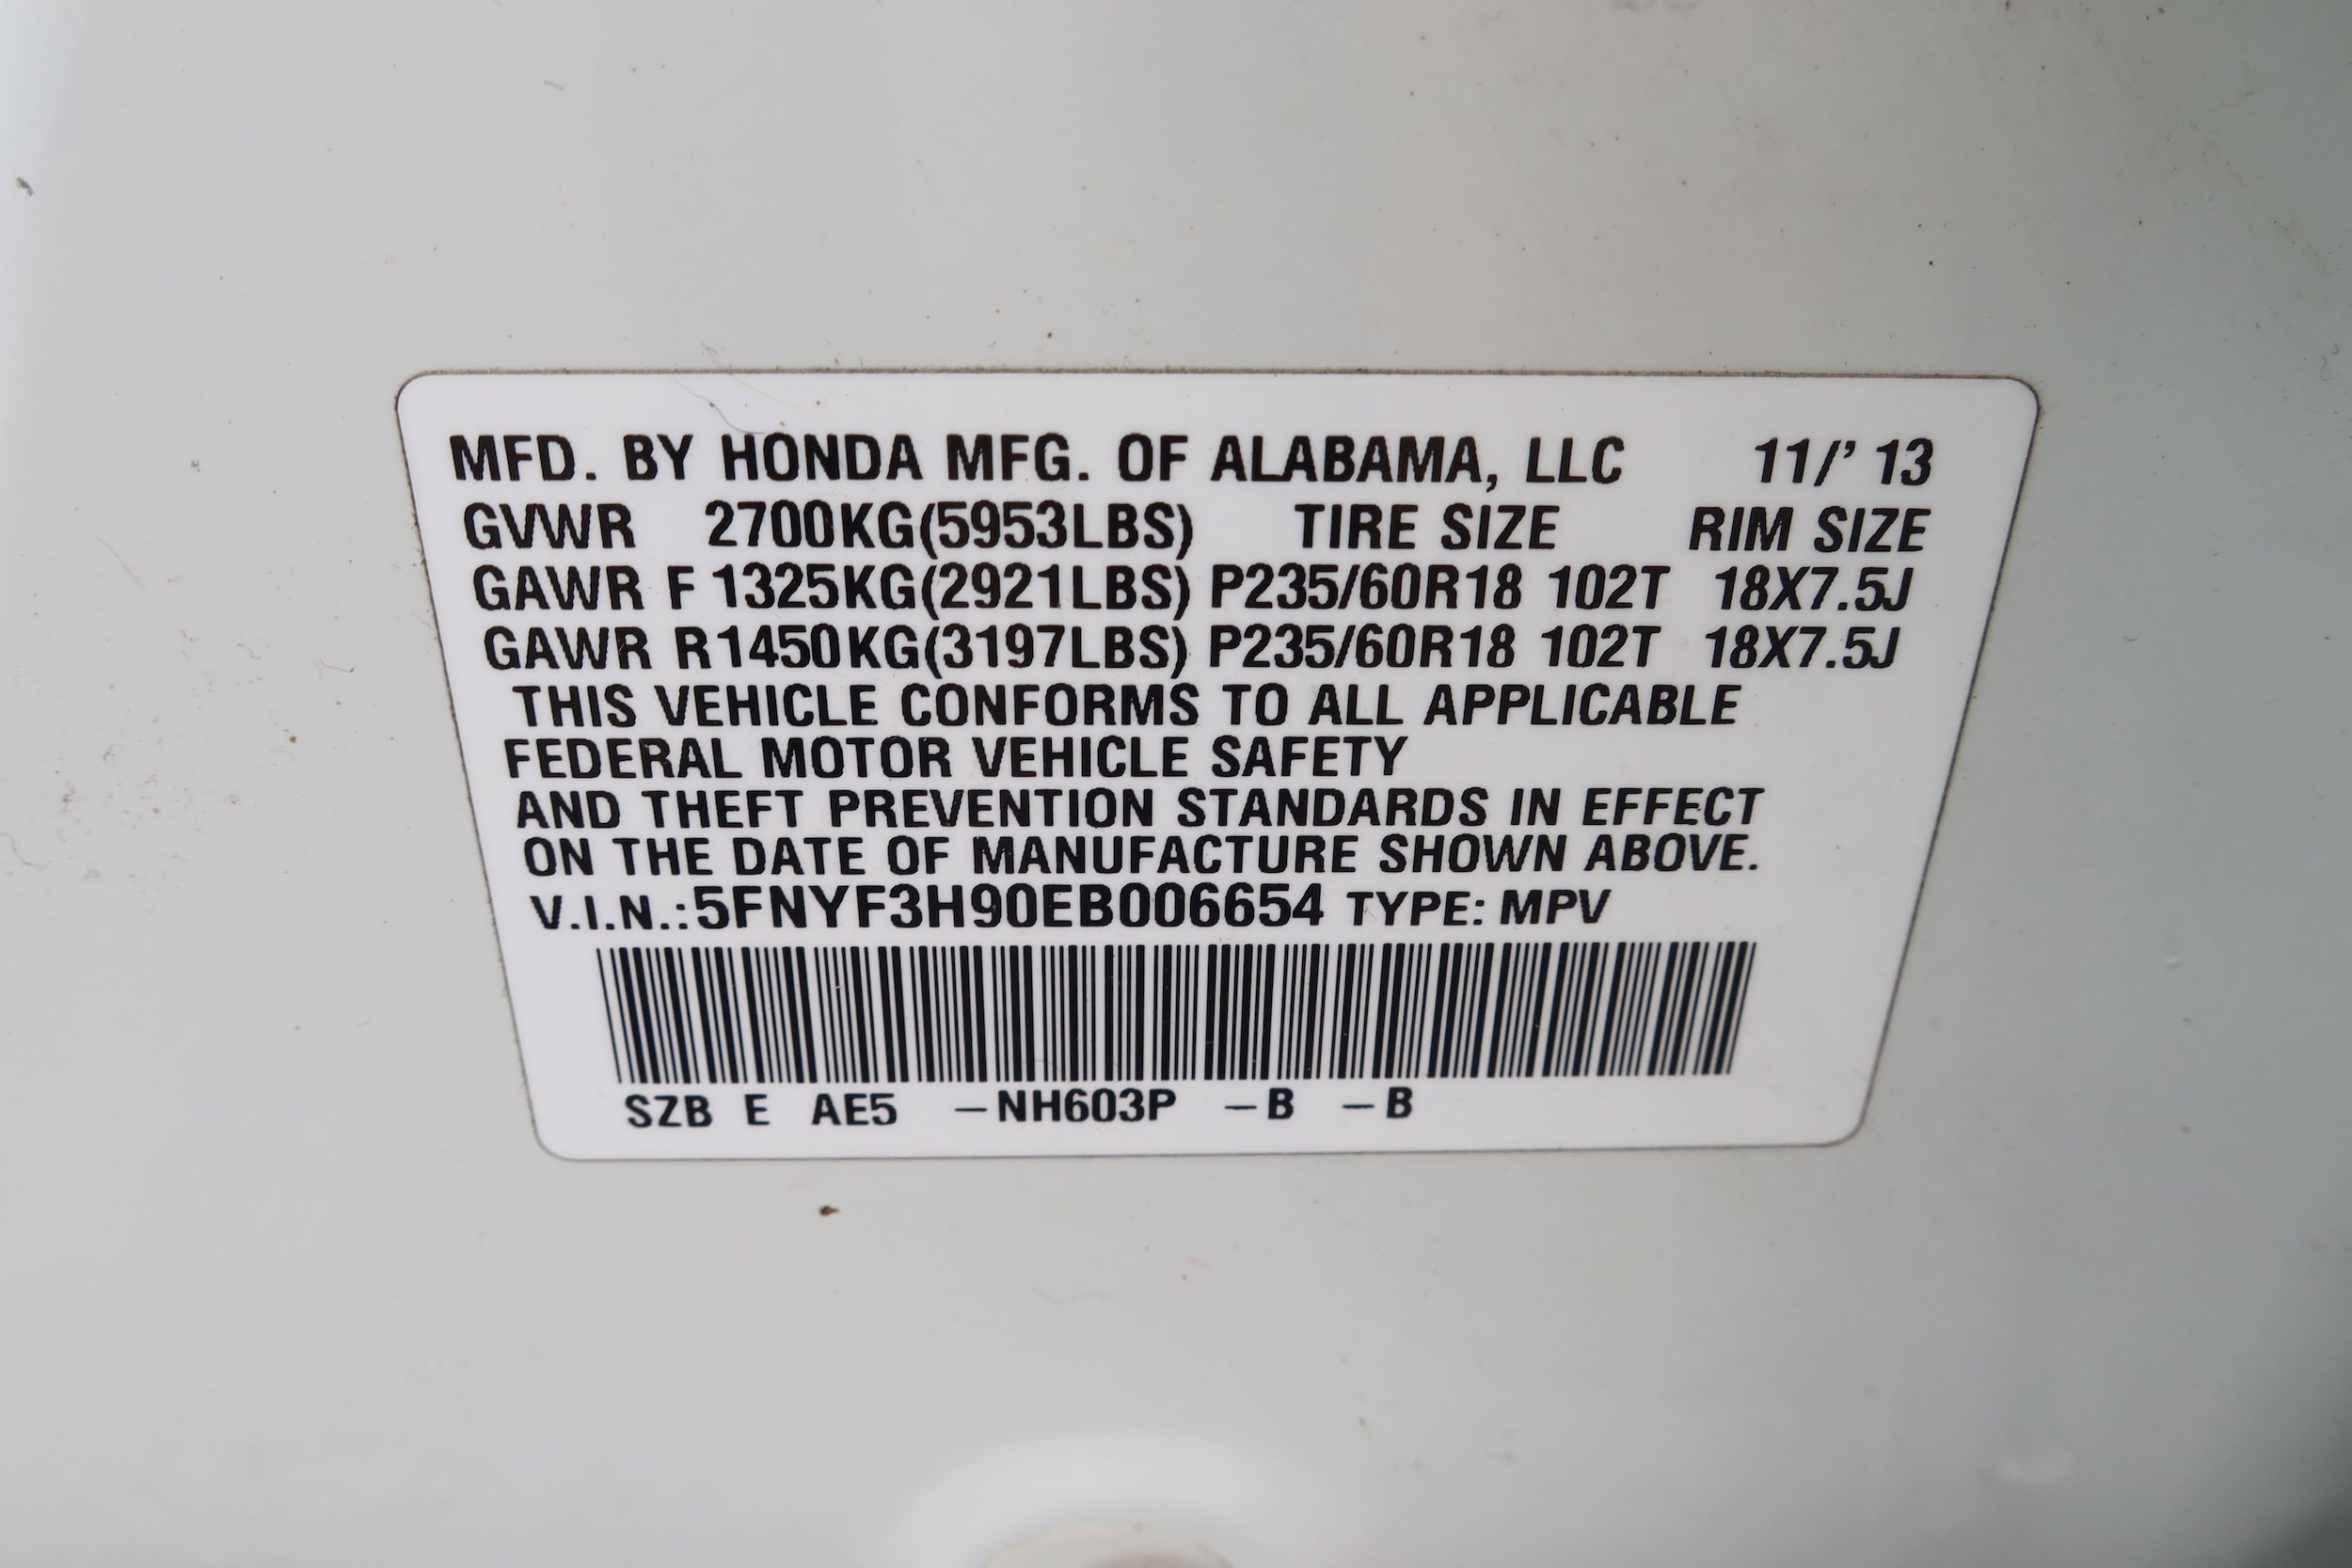 MFD. BY HONDA MFG. OF ALABAMA, LLC 11/' 13
GVWR 2700KG(5953LBS) TIRE SIZE RIM SIZE
GAWR F 1325KG(2921LBS) P235/60R18 102T 18X7.5J
GAWR R1450KG(3197LBS) P235/60R18 102T 18X7.5J
THIS VEHICLE CONFORMS TO ALL APPLICABLE
FEDERAL MOTOR VEHICLE SAFETY
AND THEFT PREVENTION STANDARDS IN EFFECT
ON THE DATE OF MANUFACTURE SHOWN ABOVE.
V.I.N.:5FNYF3H90EB006654 TYPE: MPV
SZB E AE5 –NH603P –B –B